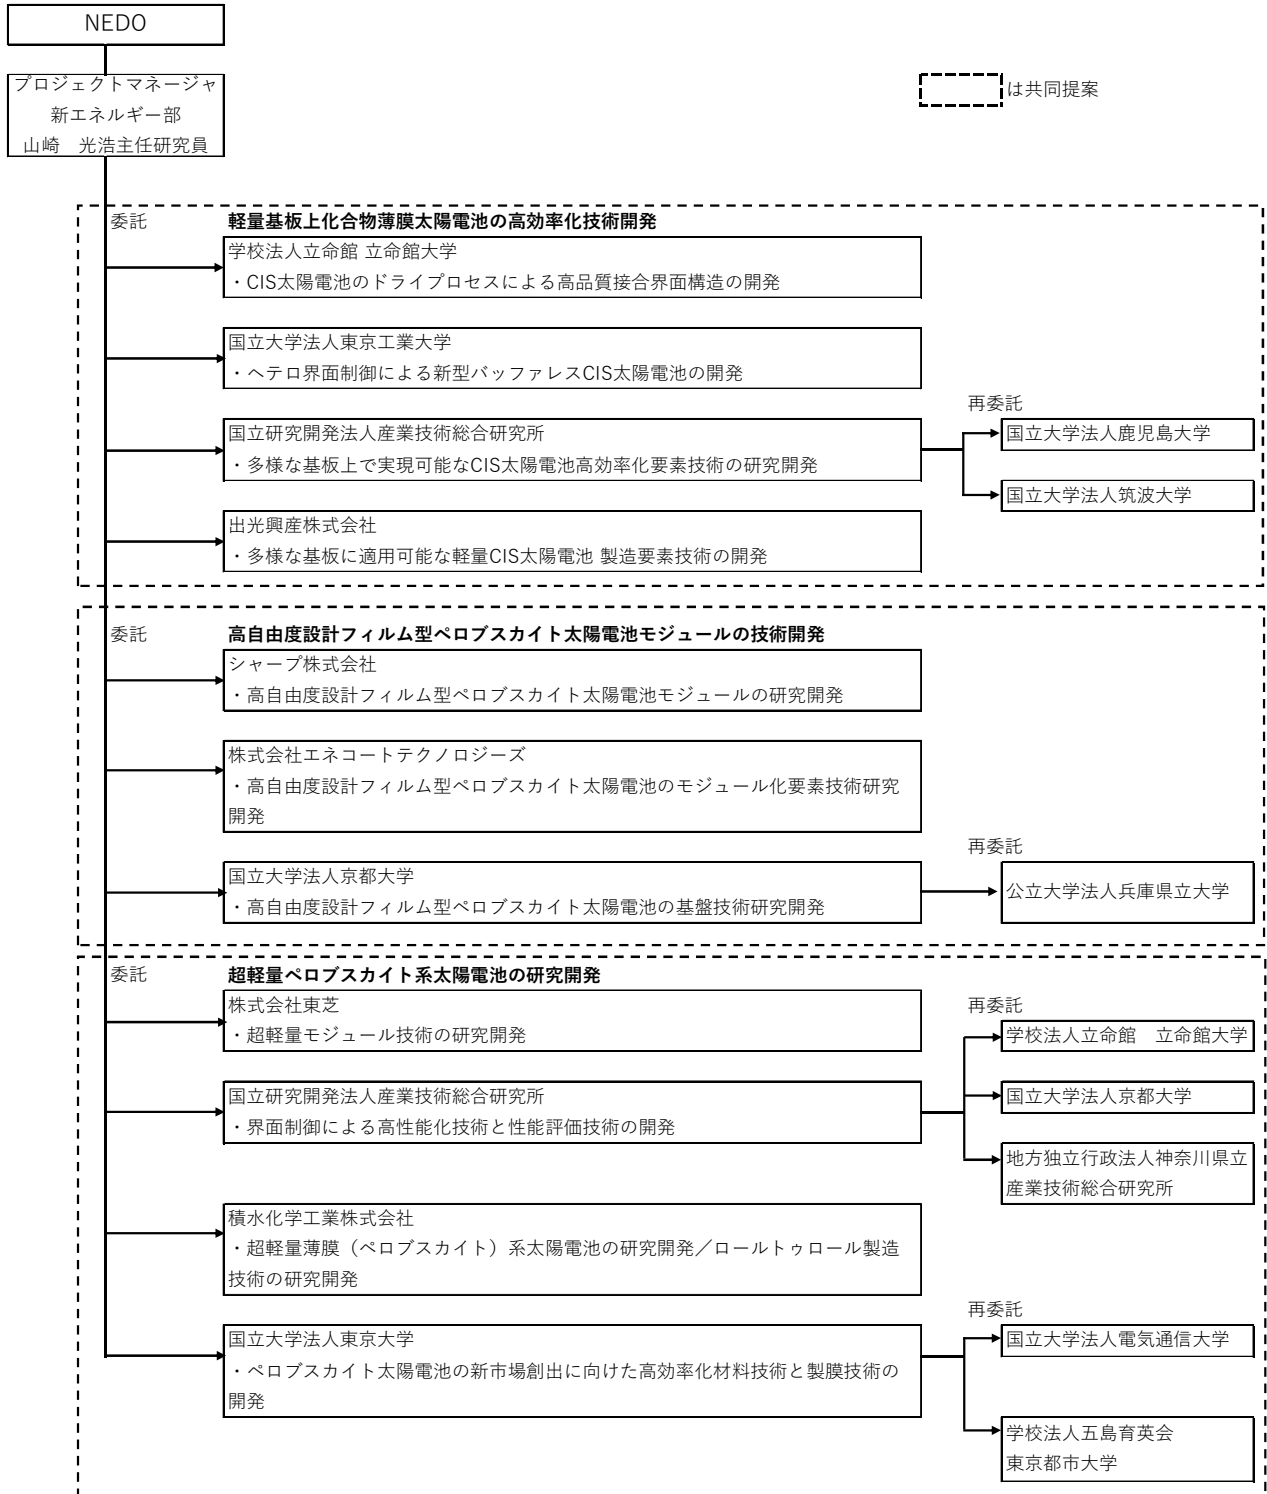 NEDO
プロジェクトマネージャ
新エネルギー部
山崎　光浩主任研究員
は共同提案
委託
軽量基板上化合物薄膜太陽電池の高効率化技術開発
学校法人立命館 立命館大学
・CIS太陽電池のドライプロセスによる高品質接合界面構造の開発
国立大学法人東京工業大学
・ヘテロ界面制御による新型バッファレスCIS太陽電池の開発
国立研究開発法人産業技術総合研究所
・多様な基板上で実現可能なCIS太陽電池高効率化要素技術の研究開発
再委託
国立大学法人鹿児島大学
国立大学法人筑波大学
出光興産株式会社
・多様な基板に適用可能な軽量CIS太陽電池 製造要素技術の開発
委託
高自由度設計フィルム型ペロブスカイト太陽電池モジュールの技術開発
シャープ株式会社
・高自由度設計フィルム型ペロブスカイト太陽電池モジュールの研究開発
株式会社エネコートテクノロジーズ
・高自由度設計フィルム型ペロブスカイト太陽電池のモジュール化要素技術研究
開発
国立大学法人京都大学
・高自由度設計フィルム型ペロブスカイト太陽電池の基盤技術研究開発
再委託
公立大学法人兵庫県立大学
委託
超軽量ペロブスカイト系太陽電池の研究開発
株式会社東芝
・超軽量モジュール技術の研究開発
国立研究開発法人産業技術総合研究所
・界面制御による高性能化技術と性能評価技術の開発
再委託
学校法人立命館　立命館大学
国立大学法人京都大学
地方独立行政法人神奈川県立
産業技術総合研究所
積水化学工業株式会社
・超軽量薄膜（ペロブスカイト）系太陽電池の研究開発／ロールトゥロール製造
技術の研究開発
国立大学法人東京大学
・ペロブスカイト太陽電池の新市場創出に向けた高効率化材料技術と製膜技術の
開発
再委託
国立大学法人電気通信大学
学校法人五島育英会
東京都市大学